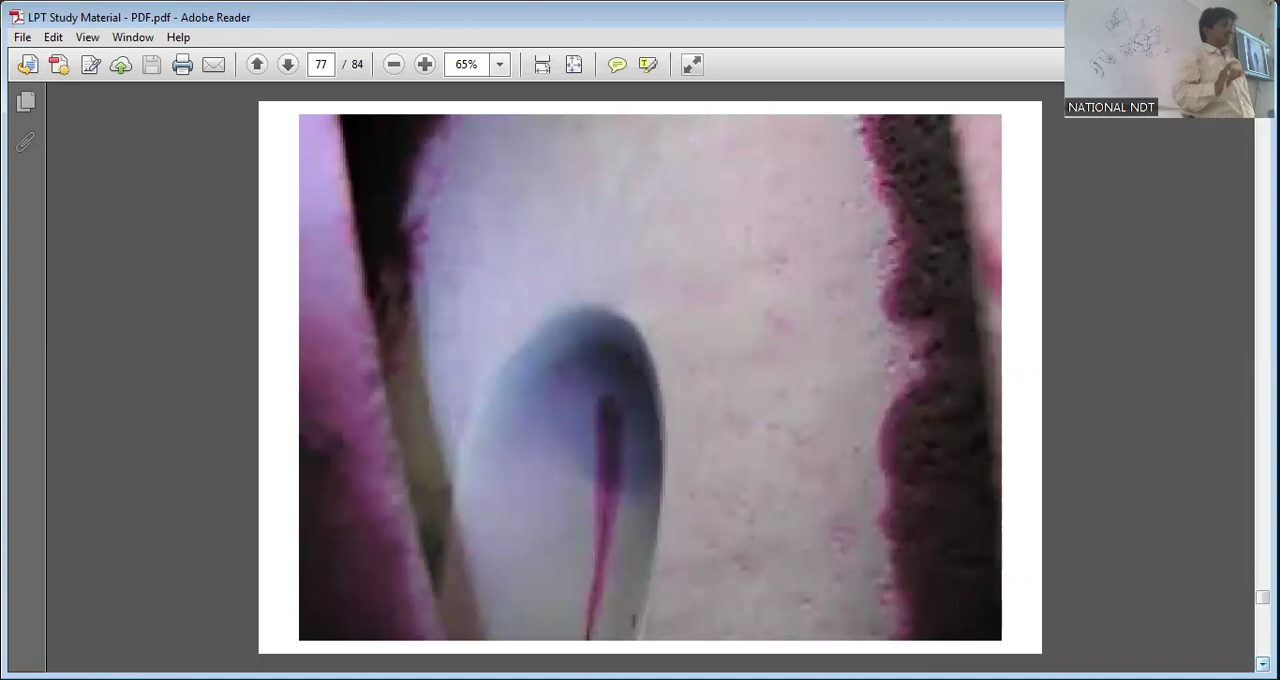 LPT Study Material - PDF.pdf - Adobe Reader
File Edit View Window Help
77 / 84 65%
NATIONAL NDT